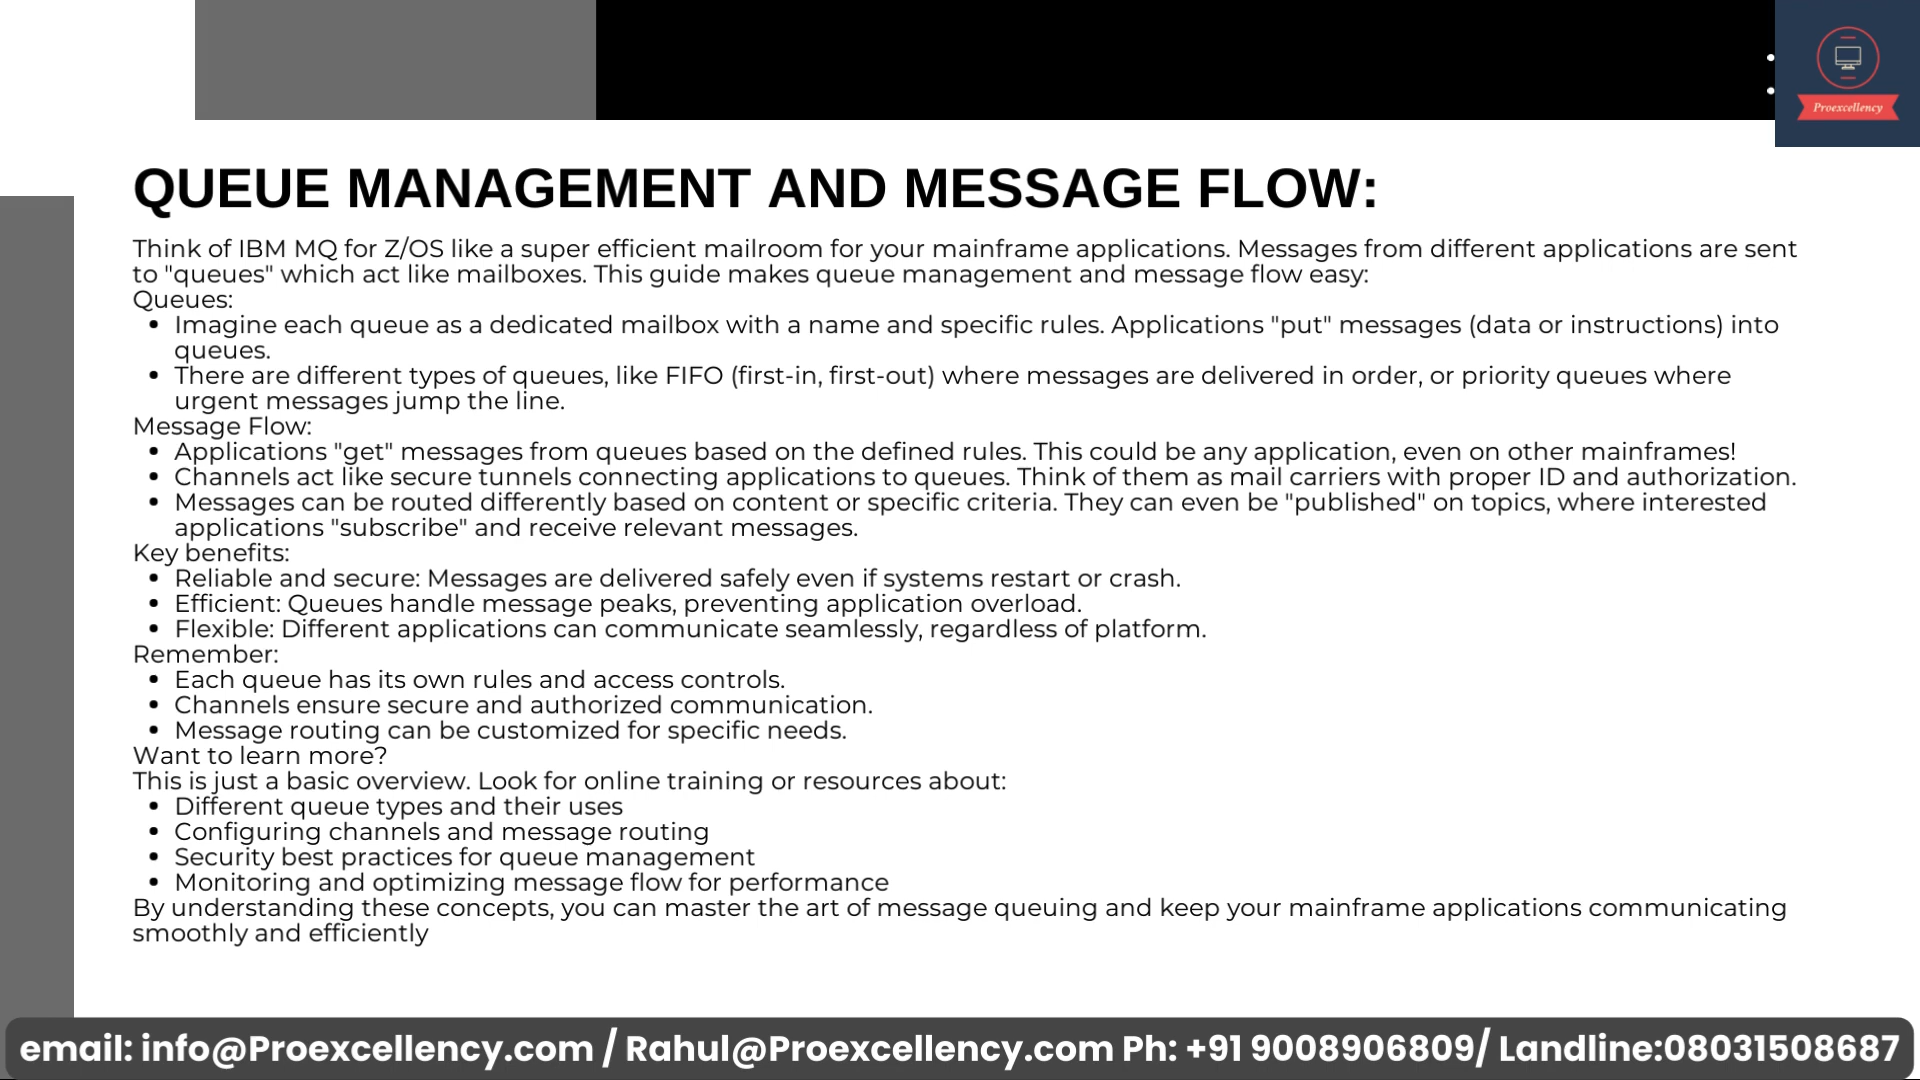 Proexcellency
QUEUE MANAGEMENT AND MESSAGE FLOW:
Think of IBM MQ for Z/OS like a super efficient mailroom for your mainframe applications. Messages from different applications are sent
to "queues" which act like mailboxes. This guide makes queue management and message flow easy:
Queues:
• Imagine each queue as a dedicated mailbox with a name and specific rules. Applications "put" messages (data or instructions) into
queues.
• There are different types of queues, like FIFO (first-in, first-out) where messages are delivered in order, or priority queues where
urgent messages jump the line.
Message Flow:
• Applications "get" messages from queues based on the defined rules. This could be any application, even on other mainframes!
• Channels act like secure tunnels connecting applications to queues. Think of them as mail carriers with proper ID and authorization.
• Messages can be routed differently based on content or specific criteria. They can even be "published" on topics, where interested
applications "subscribe" and receive relevant messages.
Key benefits:
• Reliable and secure: Messages are delivered safely even if systems restart or crash.
• Efficient: Queues handle message peaks, preventing application overload.
• Flexible: Different applications can communicate seamlessly, regardless of platform.
Remember:
• Each queue has its own rules and access controls.
• Channels ensure secure and authorized communication.
• Message routing can be customized for specific needs.
Want to learn more?
This is just a basic overview. Look for online training or resources about:
• Different queue types and their uses
• Configuring channels and message routing
• Security best practices for queue management
• Monitoring and optimizing message flow for performance
By understanding these concepts, you can master the art of message queuing and keep your mainframe applications communicating
smoothly and efficiently
email: info@Proexcellency.com / Rahul@Proexcellency.com Ph: +91 9008906809/ Landline:08031508687